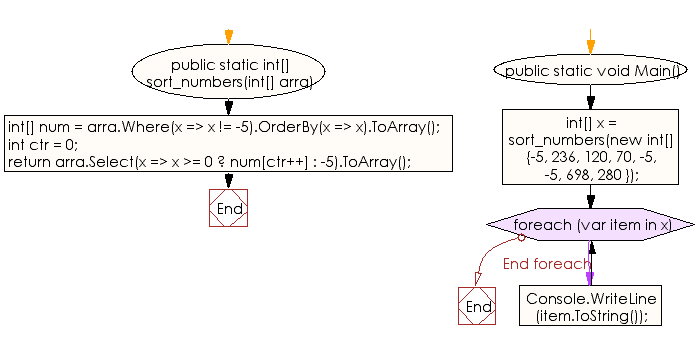 public static int[]
sort_numbers(int[] arra)
int[] num = arra.Where(x => x != -5).OrderBy(x => x).ToArray();
int ctr = 0;
return arra.Select(x => x >= 0 ? num[ctr++] : -5).ToArray();
End
public static void Main()
int[] x =
sort_numbers(new int[]
{-5, 236, 120, 70, -5,
-5, 698, 280 });
foreach (var item in x)
End foreach
End
Console.WriteLine
(item.ToString());